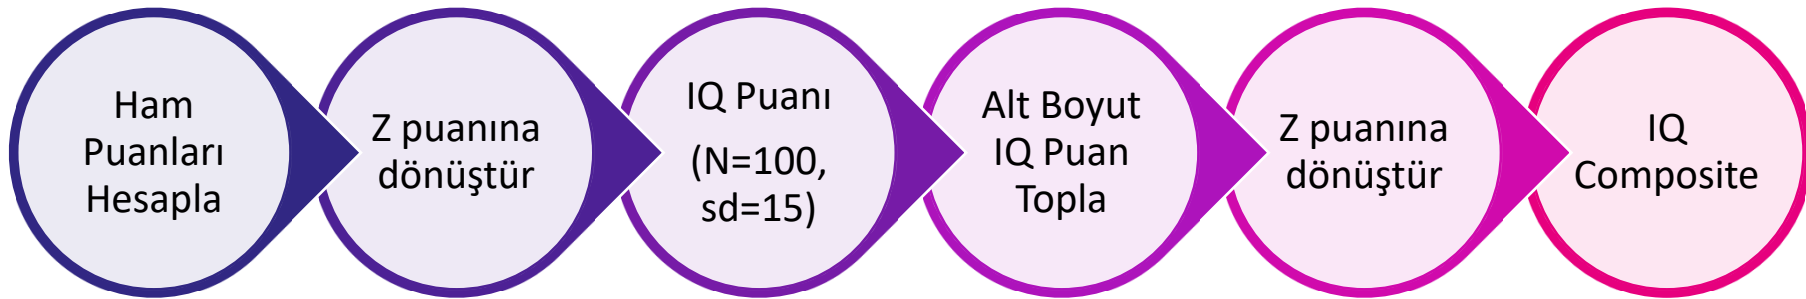 Ham
Puanları
Hesapla
Z puanına
dönüştür
IQ Puanı
(N=100,
sd=15)
Alt Boyut
IQ Puan
Topla
Z puanına
dönüştür
IQ
Composite